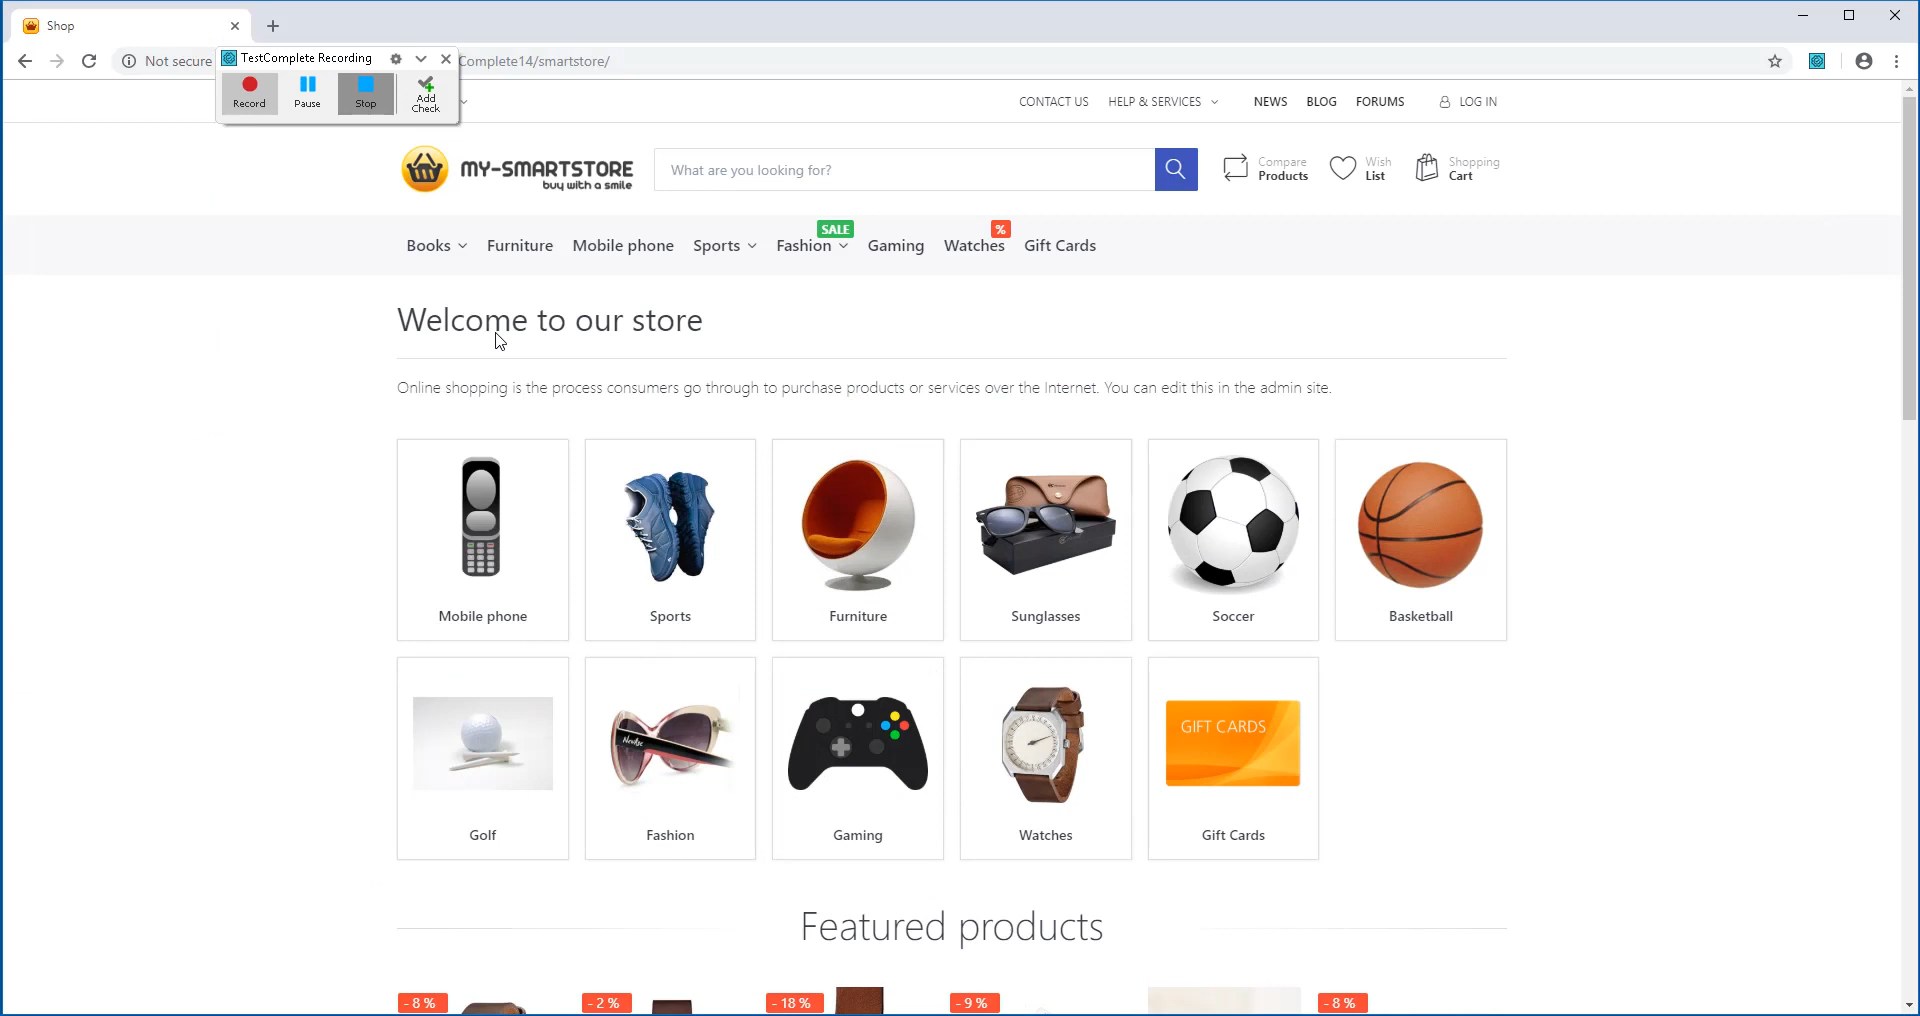 Shop
Not secure
Complete14/smartstore/
TestComplete Recording
Record
Pause
Stop
Add
Check
CONTACT US
HELP & SERVICES
NEWS
BLOG
FORUMS
LOG IN
MY-SMARTSTORE
buy with a smile
What are you looking for?
Compare
Products
Wish
List
Shopping
Cart
SALE
%
Books
Furniture
Mobile phone
Sports
Fashion
Gaming
Watches
Gift Cards
Welcome to our store
Online shopping is the process consumers go through to purchase products or services over the Internet. You can edit this in the admin site.
Mobile phone
Sports
Furniture
Sunglasses
Soccer
Basketball
GIFT CARDS
Golf
Fashion
Gaming
Watches
Gift Cards
Featured products
- 8 %
- 2 %
- 18 %
- 9 %
- 8 %